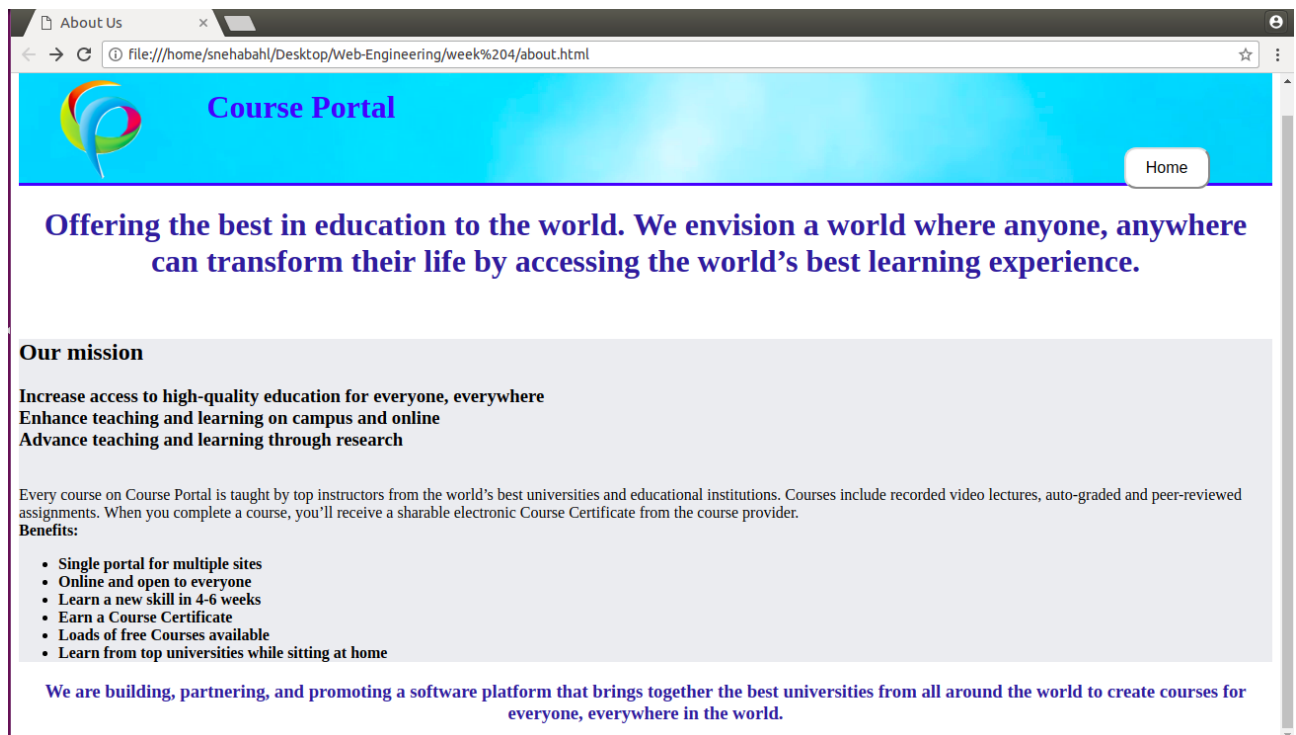 About Us
file:///home/snehabahl/Desktop/Web-Engineering/week%204/about.html
Course Portal
Home
Offering the best in education to the world. We envision a world where anyone, anywhere
can transform their life by accessing the world’s best learning experience.
Our mission
Increase access to high-quality education for everyone, everywhere
Enhance teaching and learning on campus and online
Advance teaching and learning through research
Every course on Course Portal is taught by top instructors from the world’s best universities and educational institutions. Courses include recorded video lectures, auto-graded and peer-reviewed
assignments. When you complete a course, you’ll receive a sharable electronic Course Certificate from the course provider.
Benefits:
• Single portal for multiple sites
• Online and open to everyone
• Learn a new skill in 4-6 weeks
• Earn a Course Certificate
• Loads of free Courses available
• Learn from top universities while sitting at home
We are building, partnering, and promoting a software platform that brings together the best universities from all around the world to create courses for
everyone, everywhere in the world.